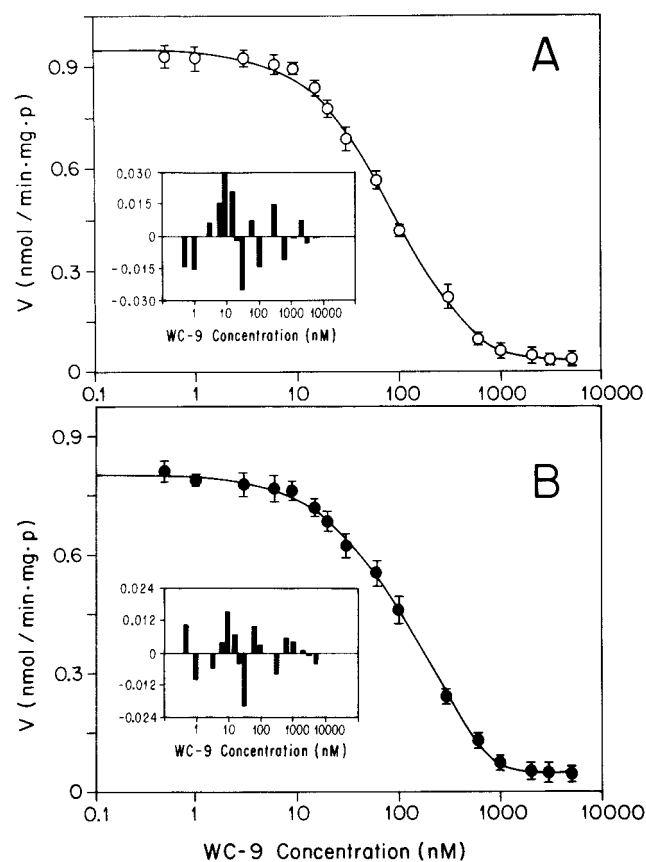 A
V (nmol / min·mg·p)
0.9
0.6
0.3
0
0.030
0.015
0
-0.015
-0.030
1 10 100 1000 10000
WC-9 Concentration (nM)
0.1 1 10 100 1000 10000
B
V (nmol / min·mg·p)
0.9
0.6
0.3
0
0.024
0.012
0
-0.012
-0.024
1 10 100 1000 10000
WC-9 Concentration (nM)
0.1 1 10 100 1000 10000
WC-9 Concentration (nM)